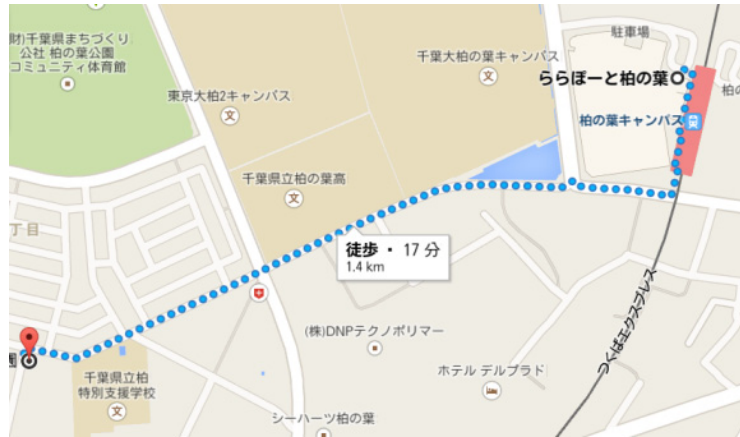 財)千葉県まちづくり
公社 柏の葉公園
コミュニティ体育館
東京大柏2キャンパス
千葉大柏の葉キャンパス
駐車場
ららぽーと柏の葉
柏の葉キャンパス
柏の
千葉県立柏の葉高
丁目
徒歩 · 17 分
1.4 km
つくばエクスプレス
(株)DNPテクノポリマー
ホテル デルプラド
園
千葉県立柏
特別支援学校
シーハーツ柏の葉